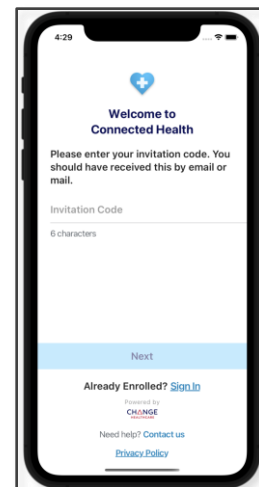 4:29
Welcome to
Connected Health
Please enter your invitation code. You
should have received this by email or
mail.
Invitation Code
6 characters
Next
Already Enrolled? Sign In
Powered by
CHANGE
HEALTHCARE
Need help? Contact us
Privacy Policy